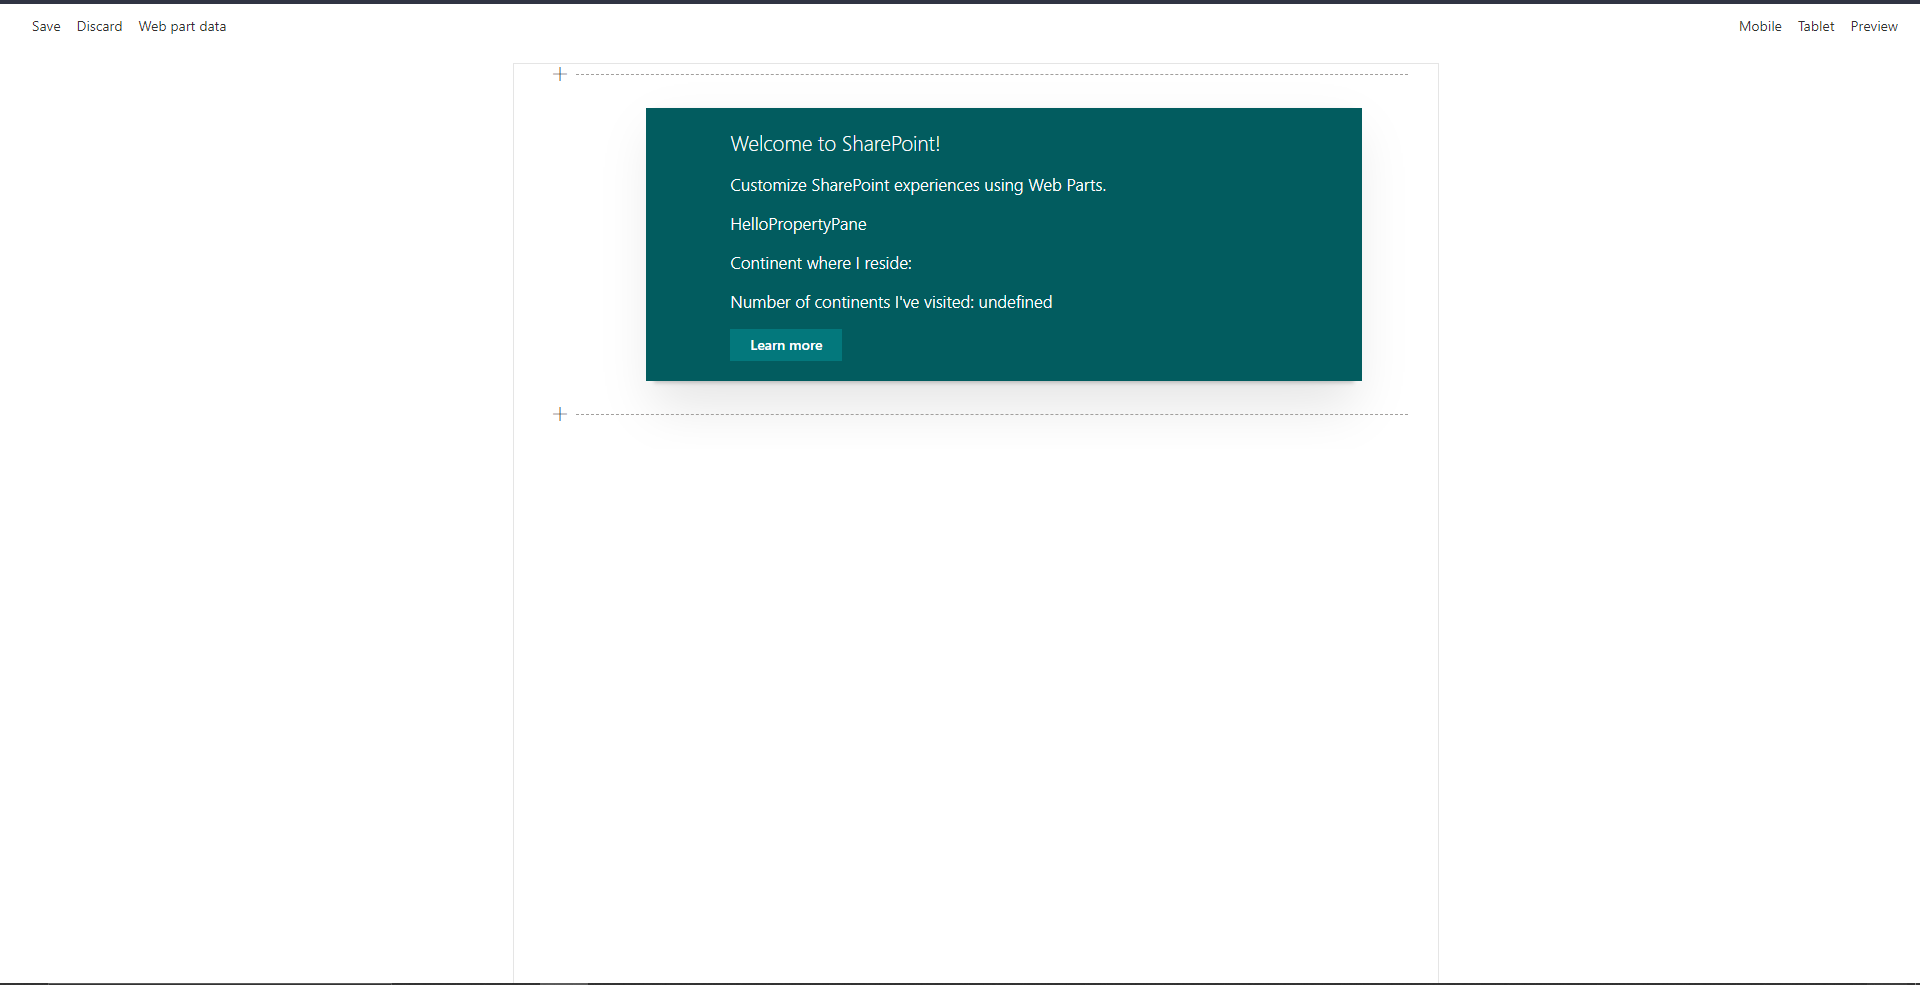 Save Discard Web part data Mobile Tablet Preview
Welcome to SharePoint!
Customize SharePoint experiences using Web Parts.
HelloPropertyPane
Continent where I reside:
Number of continents I've visited: undefined
Learn more